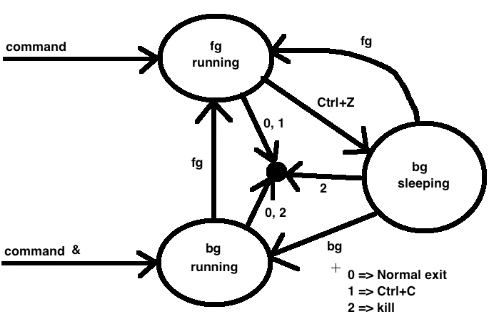 command
fg
running
fg
Ctrl+Z
0, 1
fg
bg
sleeping
2
0, 2
command &
bg
running
bg
0 => Normal exit
1 => Ctrl+C
2 => kill